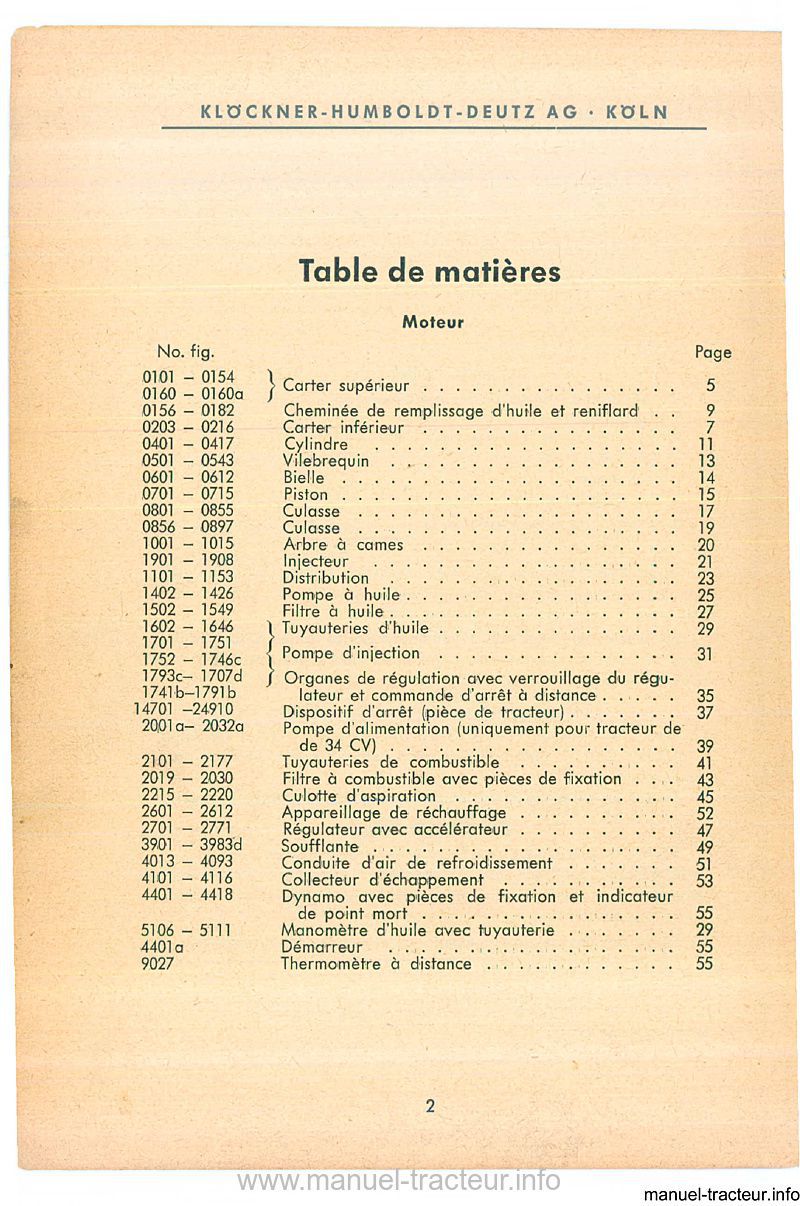 KLÖCKNER-HUMBOLDT-DEUTZ AG · KÖLN
Table de matières
Moteur
No. fig. Page
0101 – 0154
0160 – 0160a } Carter supérieur . . . . . . . . . . . . . . . . 5
0156 – 0182 Cheminée de remplissage d'huile et reniflard . . 9
0203 – 0216 Carter inférieur . . . . . . . . . . . . . . . . 7
0401 – 0417 Cylindre . . . . . . . . . . . . . . . . . . . 11
0501 – 0543 Vilebrequin . . . . . . . . . . . . . . . . . . 13
0601 – 0612 Bielle . . . . . . . . . . . . . . . . . . . . . 14
0701 – 0715 Piston . . . . . . . . . . . . . . . . . . . . . 15
0801 – 0855 Culasse . . . . . . . . . . . . . . . . . . . . 17
0856 – 0897 Culasse . . . . . . . . . . . . . . . . . . . . 19
1001 – 1015 Arbre à cames . . . . . . . . . . . . . . . . 20
1901 – 1908 Injecteur . . . . . . . . . . . . . . . . . . . 21
1101 – 1153 Distribution . . . . . . . . . . . . . . . . . . 23
1402 – 1426 Pompe à huile . . . . . . . . . . . . . . . . . 25
1502 – 1549 Filtre à huile . . . . . . . . . . . . . . . . . . 27
1602 – 1646 Tuyauteries d'huile . . . . . . . . . . . . . . . 29
1701 – 1751
1752 – 1746c } Pompe d'injection . . . . . . . . . . . . . . . 31
1793c– 1707d Organes de régulation avec verrouillage du régu-
1741b–1791b lateur et commande d'arrêt à distance . . . . . 35
14701 –24910 Dispositif d'arrêt (pièce de tracteur) . . . . . . . 37
2001a– 2032a Pompe d'alimentation (uniquement pour tracteur de
de 34 CV) . . . . . . . . . . . . . . . . . . 39
2101 – 2177 Tuyauteries de combustible . . . . . . . . . . 41
2019 – 2030 Filtre à combustible avec pièces de fixation . . . . 43
2215 – 2220 Culotte d'aspiration . . . . . . . . . . . . . . 45
2601 – 2612 Appareillage de réchauffage . . . . . . . . . . 52
2701 – 2771 Régulateur avec accélérateur . . . . . . . . . . 47
3901 – 3983d Soufflante . . . . . . . . . . . . . . . . . . . 49
4013 – 4093 Conduite d'air de refroidissement . . . . . . . 51
4101 – 4116 Collecteur d'échappement . . . . . . . . . . . 53
4401 – 4418 Dynamo avec pièces de fixation et indicateur
de point mort . . . . . . . . . . . . . . . . 55
5106 – 5111 Manomètre d'huile avec tuyauterie . . . . . . . 29
4401a Démarreur . . . . . . . . . . . . . . . . . . 55
9027 Thermomètre à distance . . . . . . . . . . . . 55
2
www.manuel-tracteur.info
manuel-tracteur.info